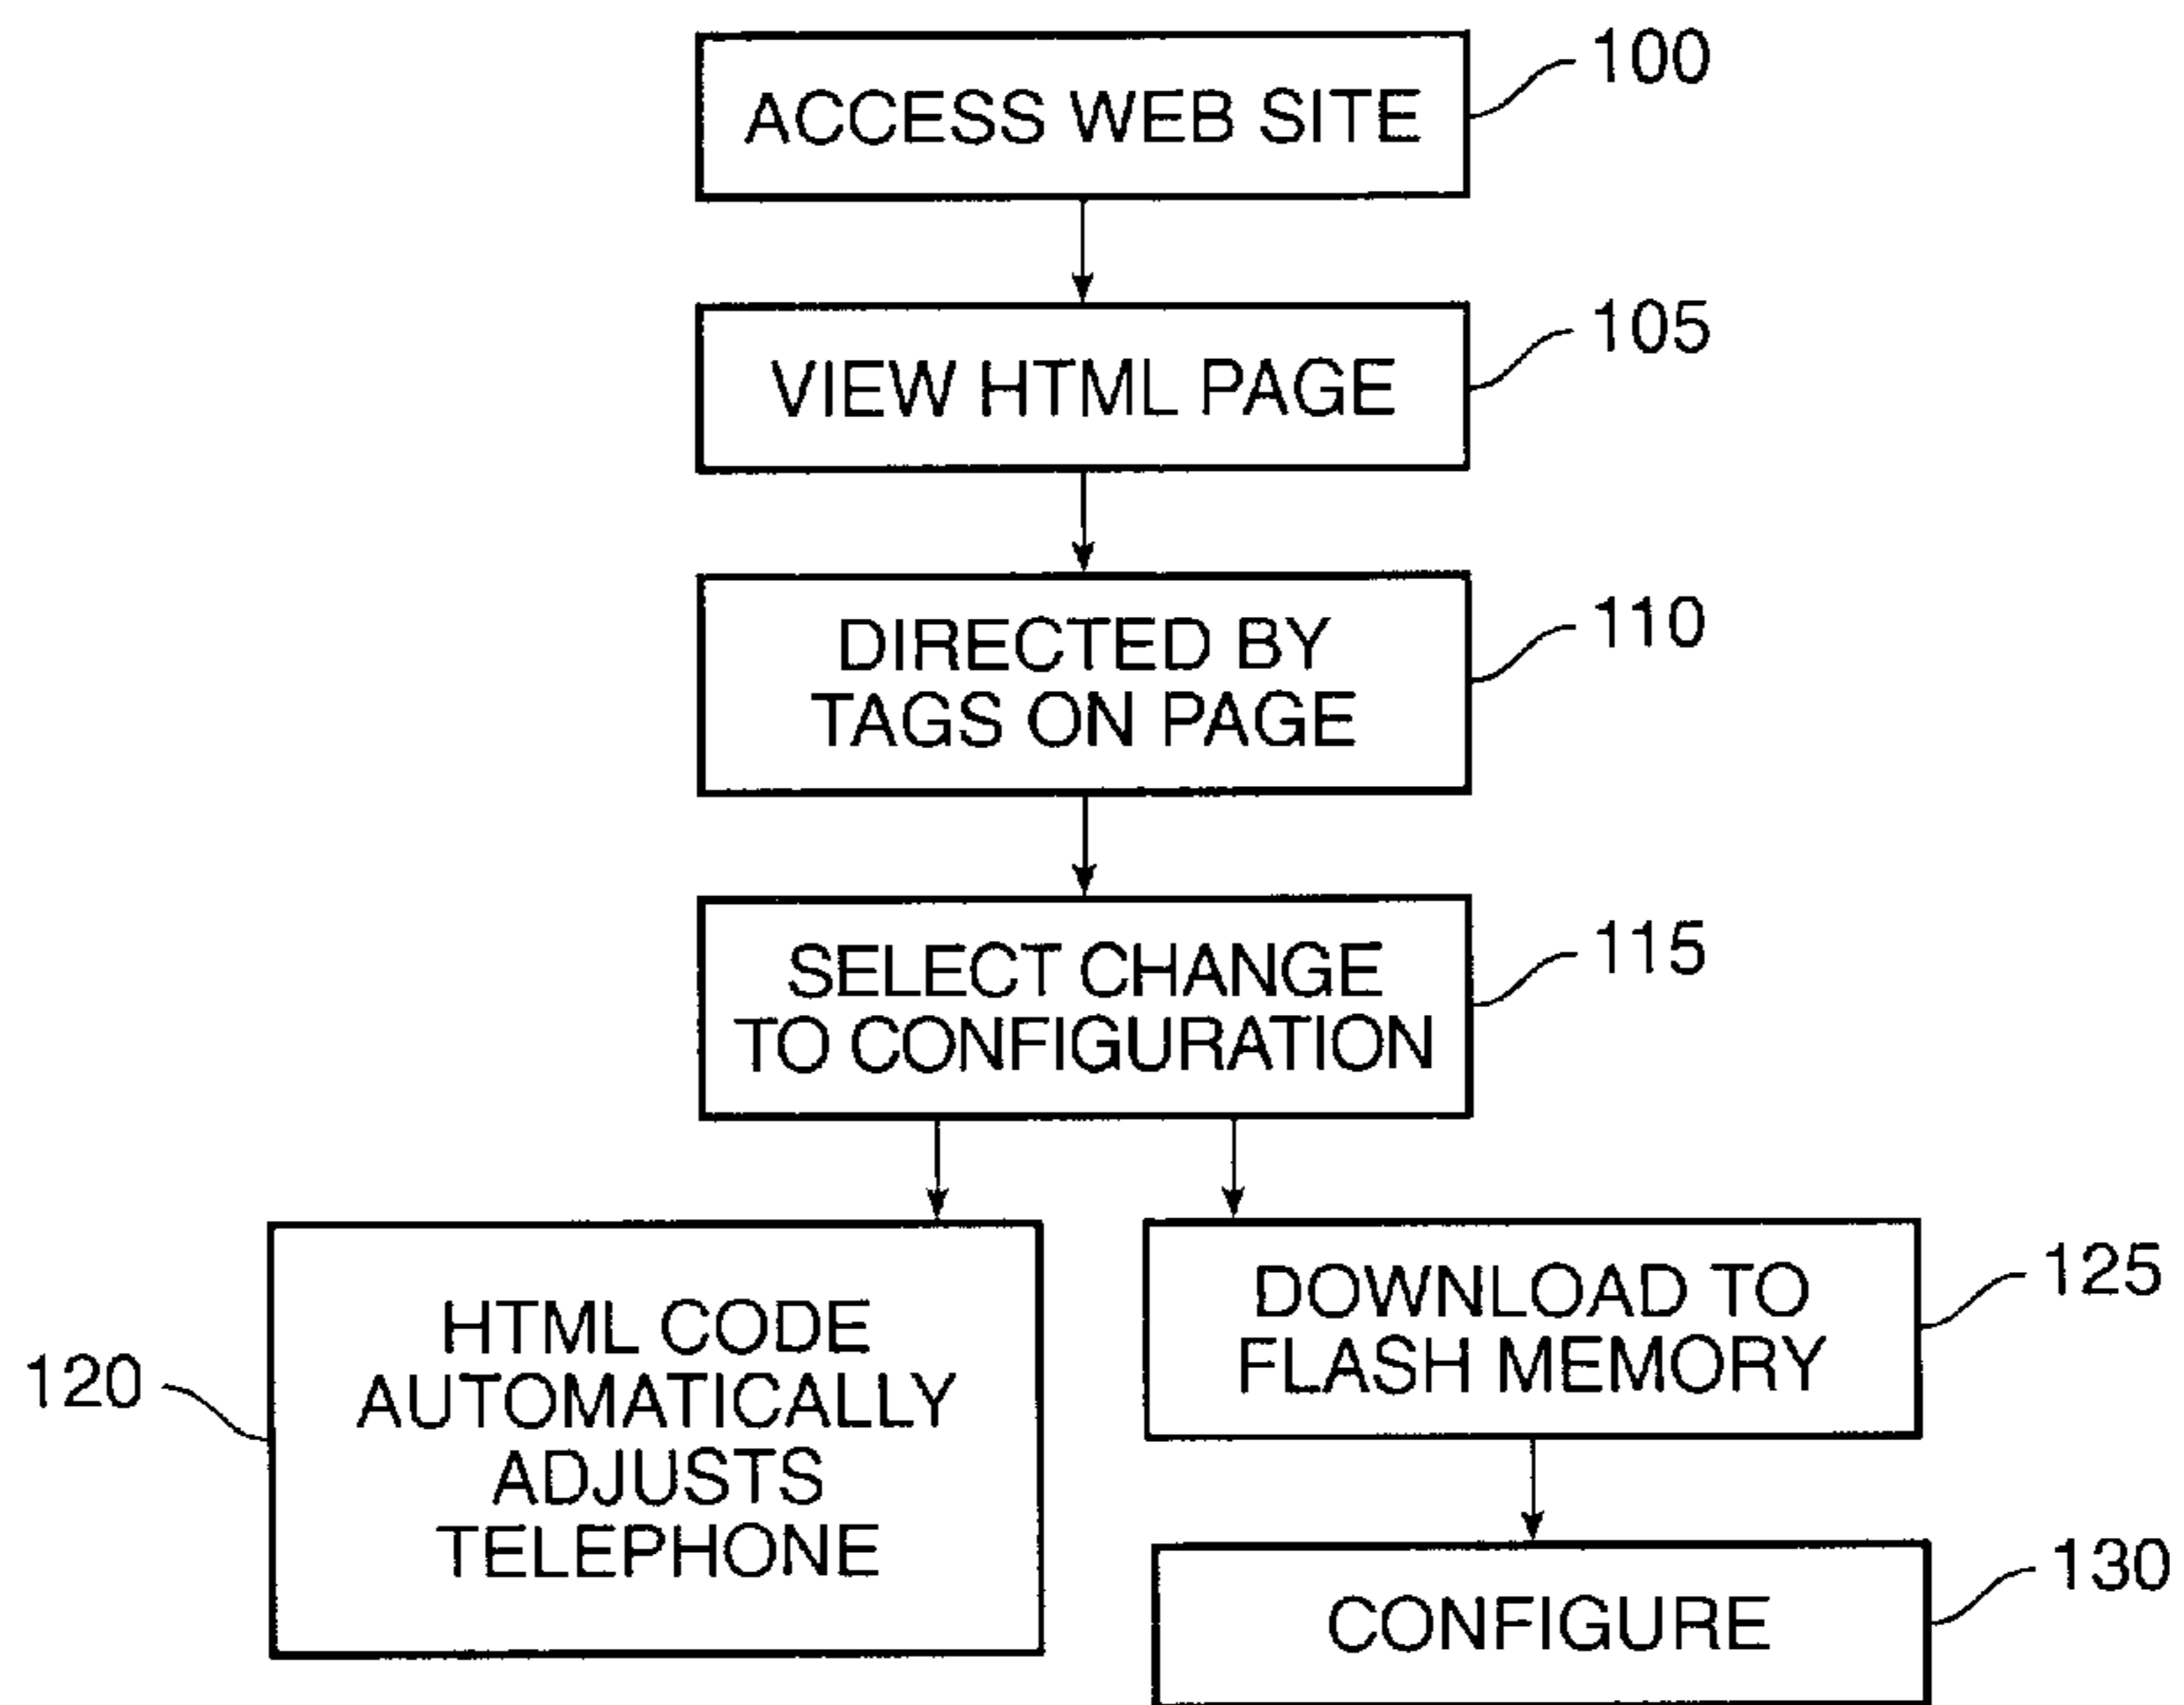 ACCESS WEB SITE
100
VIEW HTML PAGE
105
DIRECTED BY
TAGS ON PAGE
110
SELECT CHANGE
TO CONFIGURATION
115
120
HTML CODE
AUTOMATICALLY
ADJUSTS
TELEPHONE
DOWNLOAD TO
FLASH MEMORY
125
CONFIGURE
130